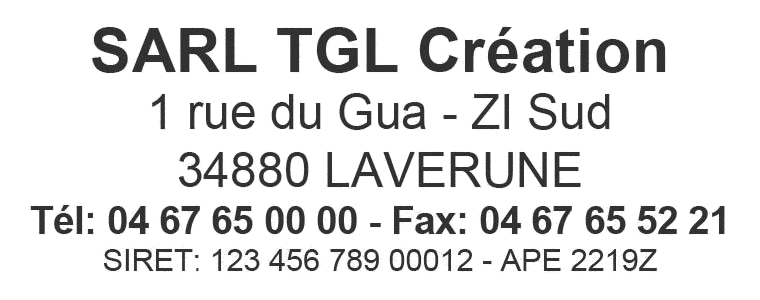 SARL TGL Création
1 rue du Gua - ZI Sud
34880 LAVERUNE
Tél: 04 67 65 00 00 - Fax: 04 67 65 52 21
SIRET: 123 456 789 00012 - APE 2219Z